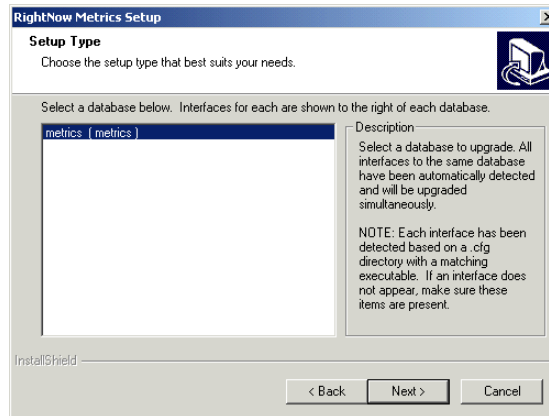 RightNow Metrics Setup
Setup Type
Choose the setup type that best suits your needs.
Select a database below. Interfaces for each are shown to the right of each database.
metrics ( metrics )
Description
Select a database to upgrade. All
interfaces to the same database
have been automatically detected
and will be upgraded
simultaneously.
NOTE: Each interface has been
detected based on a .cfg
directory with a matching
executable. If an interface does
not appear, make sure these
items are present.
InstallShield
< Back
Next >
Cancel